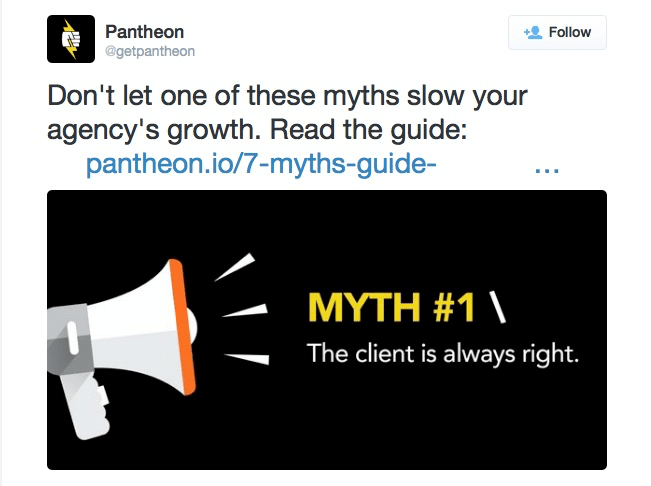 Pantheon
@getpantheon
Follow
Don't let one of these myths slow your
agency's growth. Read the guide:
pantheon.io/7-myths-guide- ...
MYTH #1 \
The client is always right.